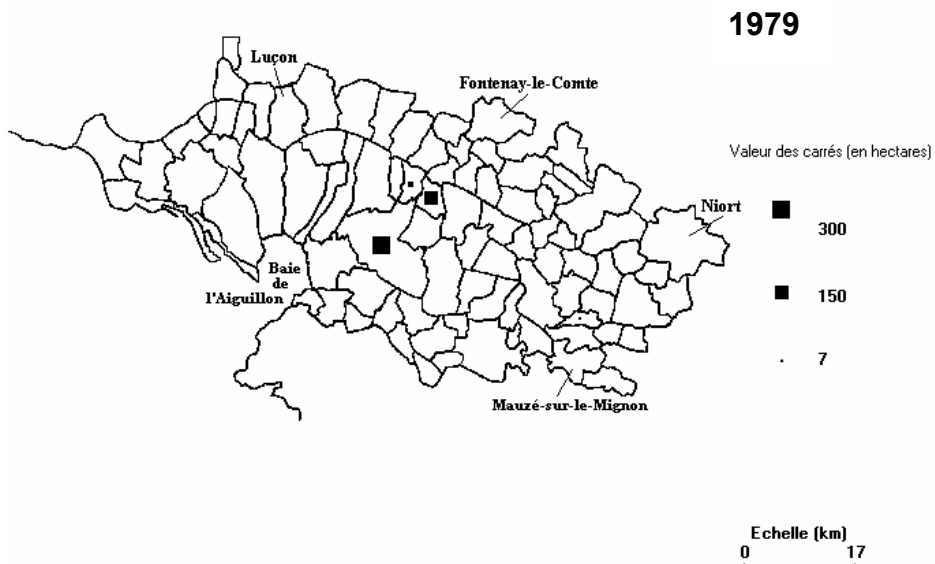 1979
Luçon
Fontenay-le-Comte
Valeur des carrés (en hectares)
Niort
300
Baie
de
l'Aiguillon
150
7
Mauzé-sur-le-Mignon
Echelle (km)
0 17